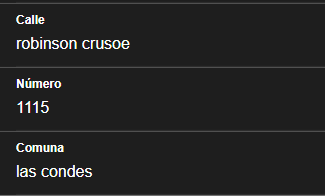 Calle
robinson crusoe
Número
1115
Comuna
las condes